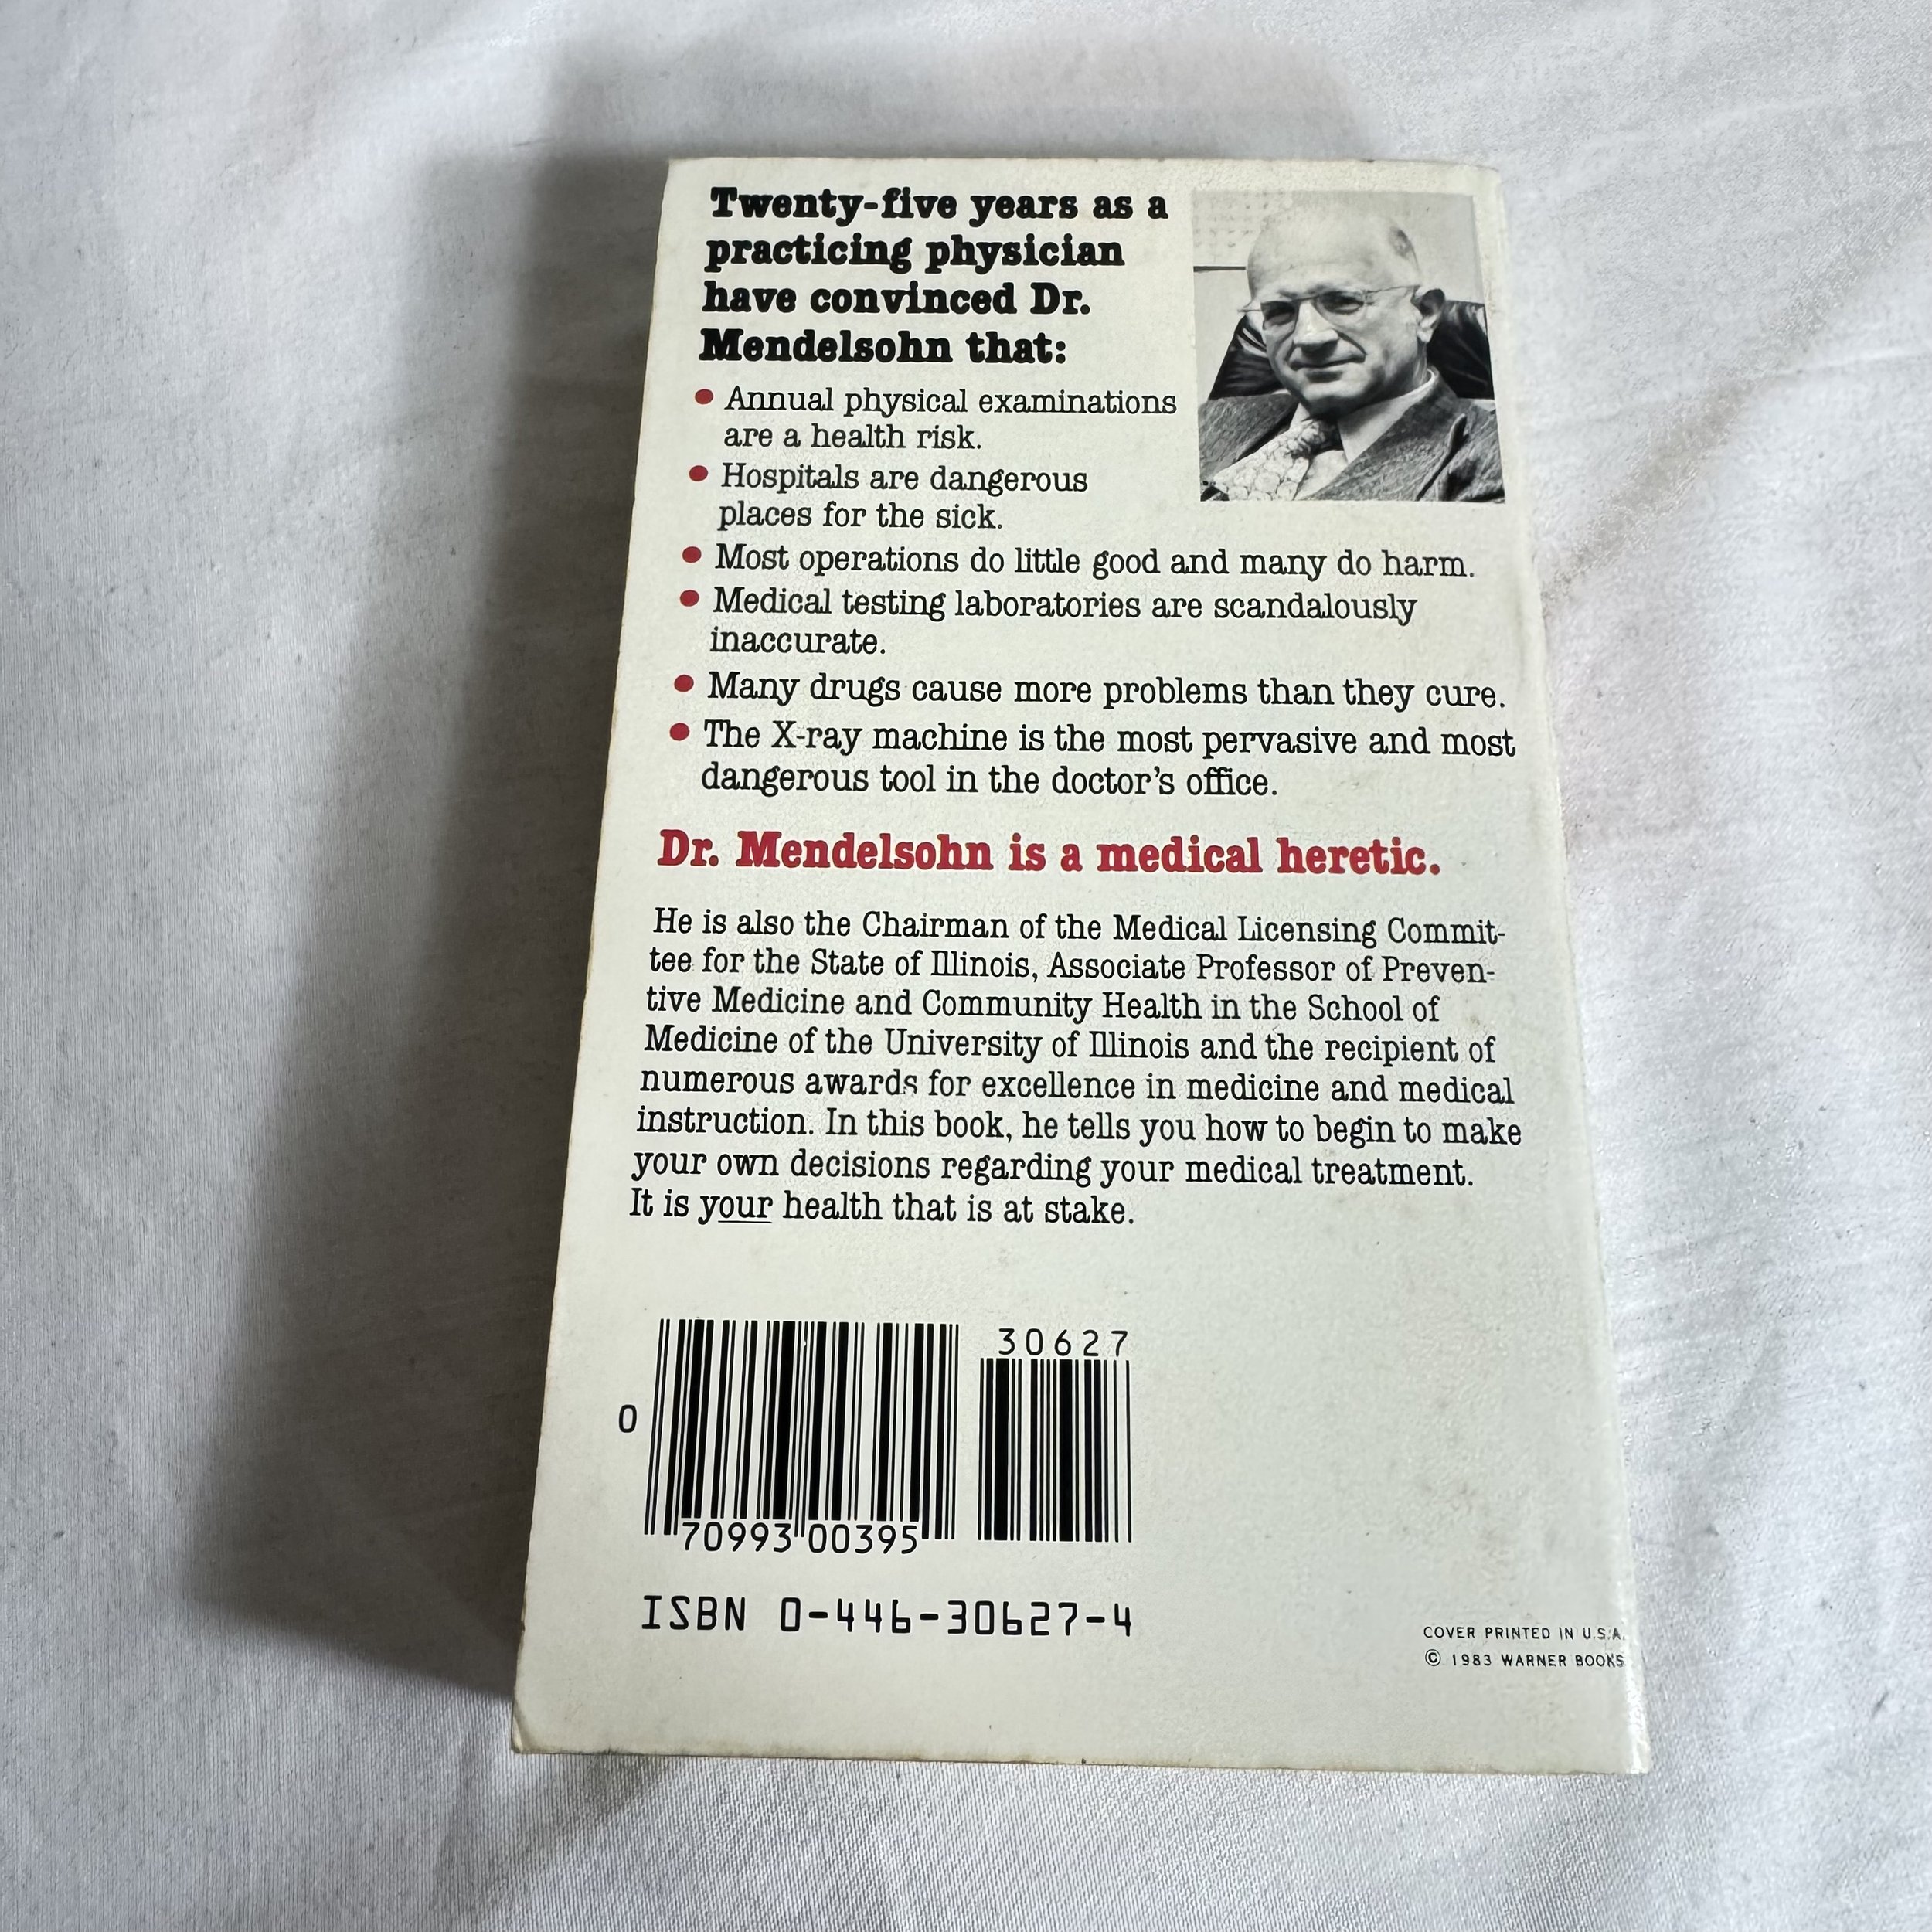 Twenty-five years as a
practicing physician
have convinced Dr.
Mendelsohn that:
• Annual physical examinations
are a health risk.
• Hospitals are dangerous
places for the sick.
• Most operations do little good and many do harm.
• Medical testing laboratories are scandalously
inaccurate.
• Many drugs cause more problems than they cure.
• The X-ray machine is the most pervasive and most
dangerous tool in the doctor's office.
Dr. Mendelsohn is a medical heretic.
He is also the Chairman of the Medical Licensing Commit-
tee for the State of Illinois, Associate Professor of Preven-
tive Medicine and Community Health in the School of
Medicine of the University of Illinois and the recipient of
numerous awards for excellence in medicine and medical
instruction. In this book, he tells you how to begin to make
your own decisions regarding your medical treatment.
It is your health that is at stake.
30627
0
70993 00395
ISBN 0-446-30627-4
COVER PRINTED IN U.S.A.
© 1983 WARNER BOOKS